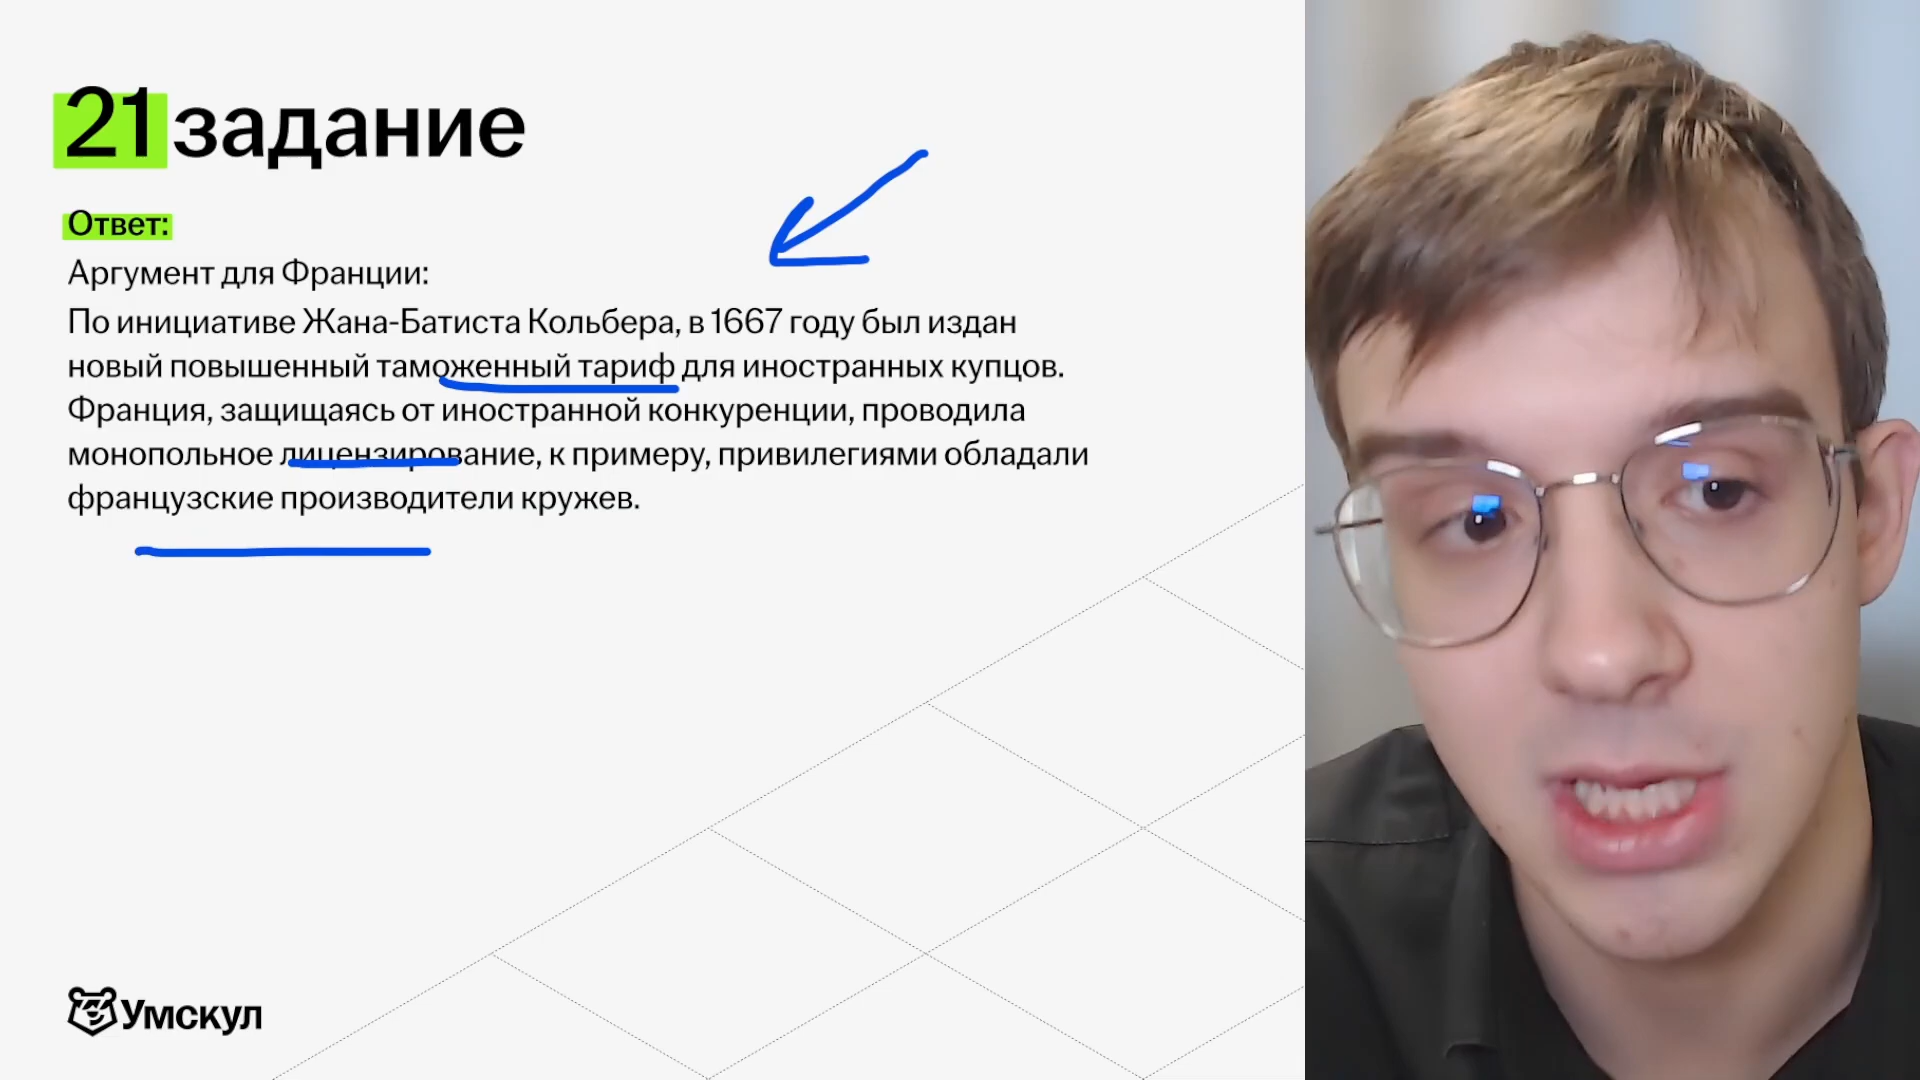 21 задание
Ответ:
Аргумент для Франции:
По инициативе Жана-Батиста Кольбера, в 1667 году был издан
новый повышенный таможенный тариф для иностранных купцов.
Франция, защищаясь от иностранной конкуренции, проводила
монопольное лицензирование, к примеру, привилегиями обладали
французские производители кружев.
Умскул